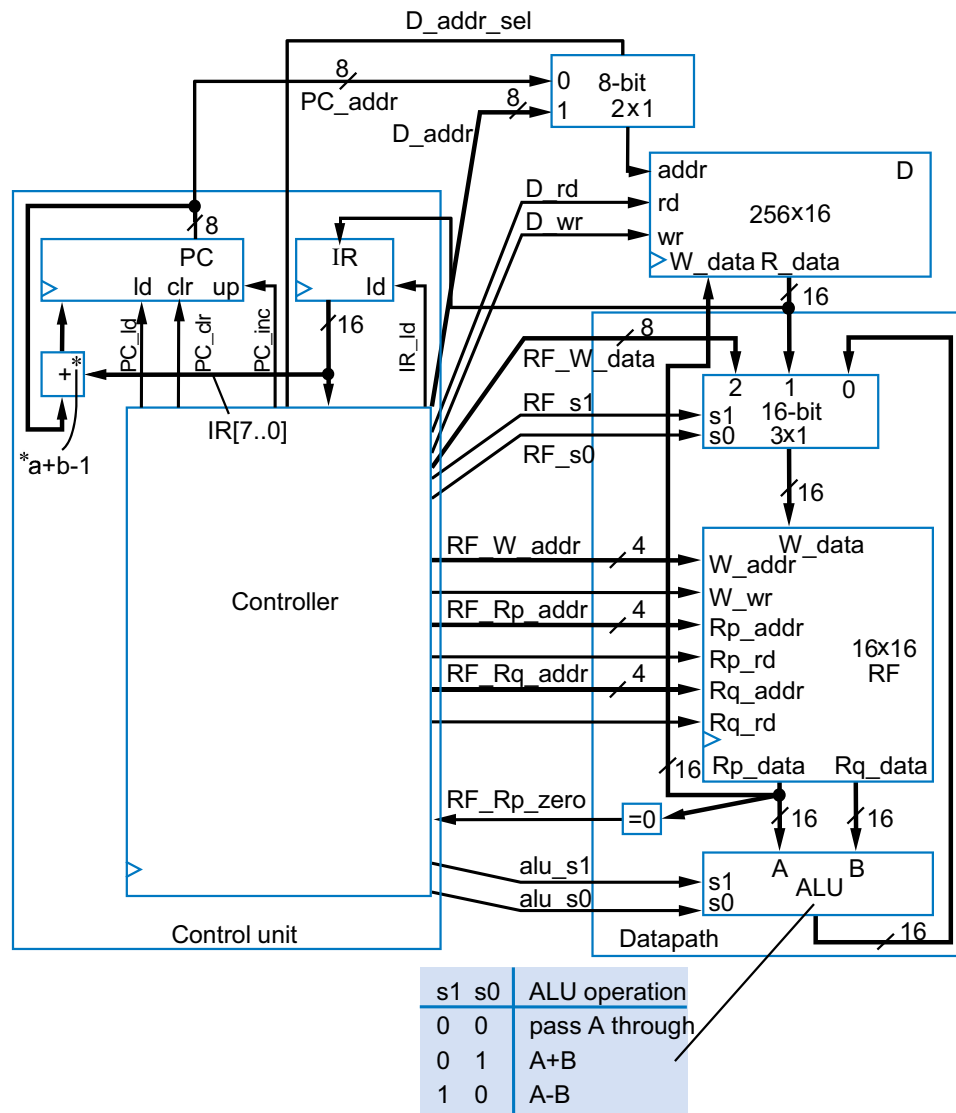 D_addr_sel
8
PC_addr
0
8-bit
8
1
2x1
D_addr
addr
D
D_rd
rd
256x16
D_wr
wr
W_data R_data
8
PC
ld clr up
IR
ld
16
16
PC_ld
PC_clr
PC_inc
IR_ld
8
RF_W_data
2 1 0
+*
RF_s1
s1
16-bit
s0
3x1
IR[7..0]
RF_s0
*a+b-1
16
W_data
RF_W_addr
4
W_addr
W_wr
Controller
RF_Rp_addr
4
Rp_addr
16x16
Rp_rd
RF
RF_Rq_addr
4
Rq_addr
Rq_rd
16
Rp_data
Rq_data
RF_Rp_zero
=0
16
16
alu_s1
A B
s1
ALU
alu_s0
s0
Control unit
Datapath
16
s1 s0 ALU operation
0 0 pass A through
0 1 A+B
1 0 A-B